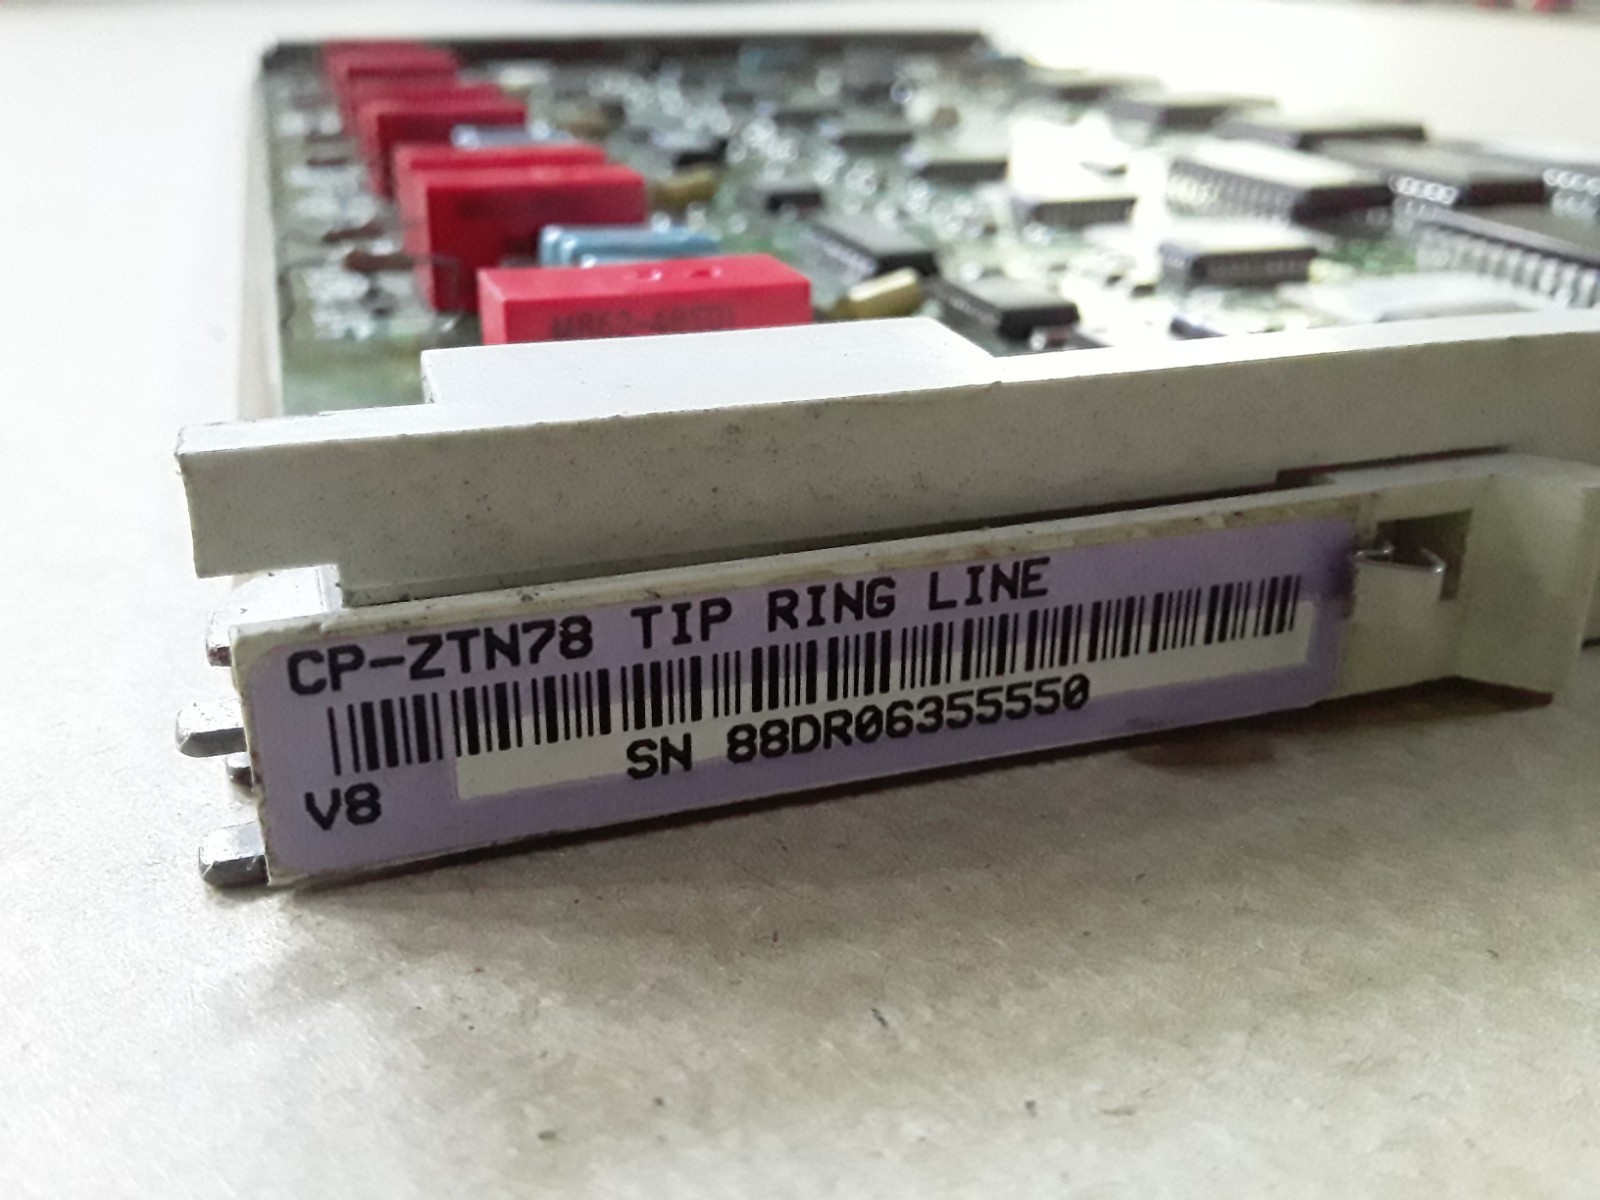 CP-ZTN78 TIP RING LINE
SN 88DR06355550
V8